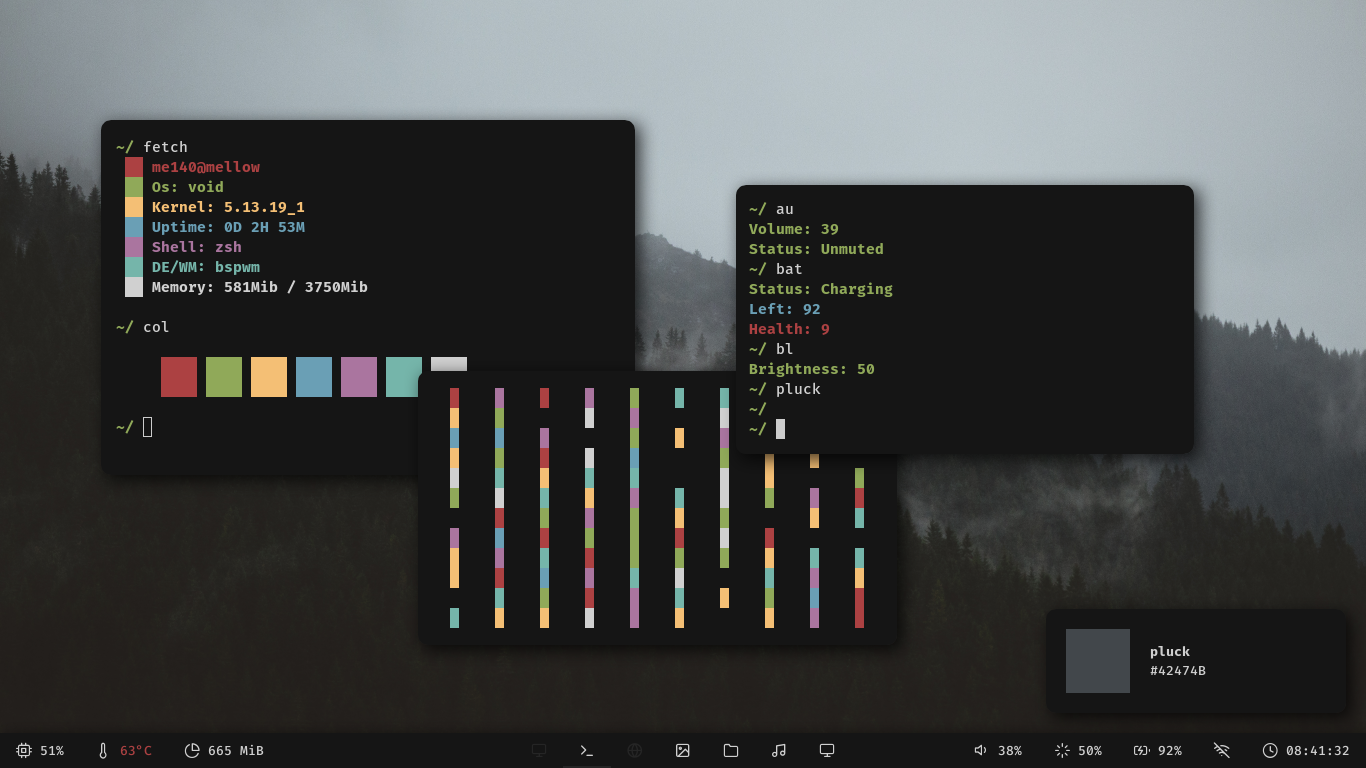 ~/ fetch
me140@mellow
Os: void
Kernel: 5.13.19_1
Uptime: 0D 2H 53M
Shell: zsh
DE/WM: bspwm
Memory: 581Mib / 3750Mib
~/ col
~/
~/ au
Volume: 39
Status: Unmuted
~/ bat
Status: Charging
Left: 92
Health: 9
~/ bl
Brightness: 50
~/ pluck
~/
~/
pluck
#42474B
51% 63°C 665 MiB 38% 50% 92% 08:41:32